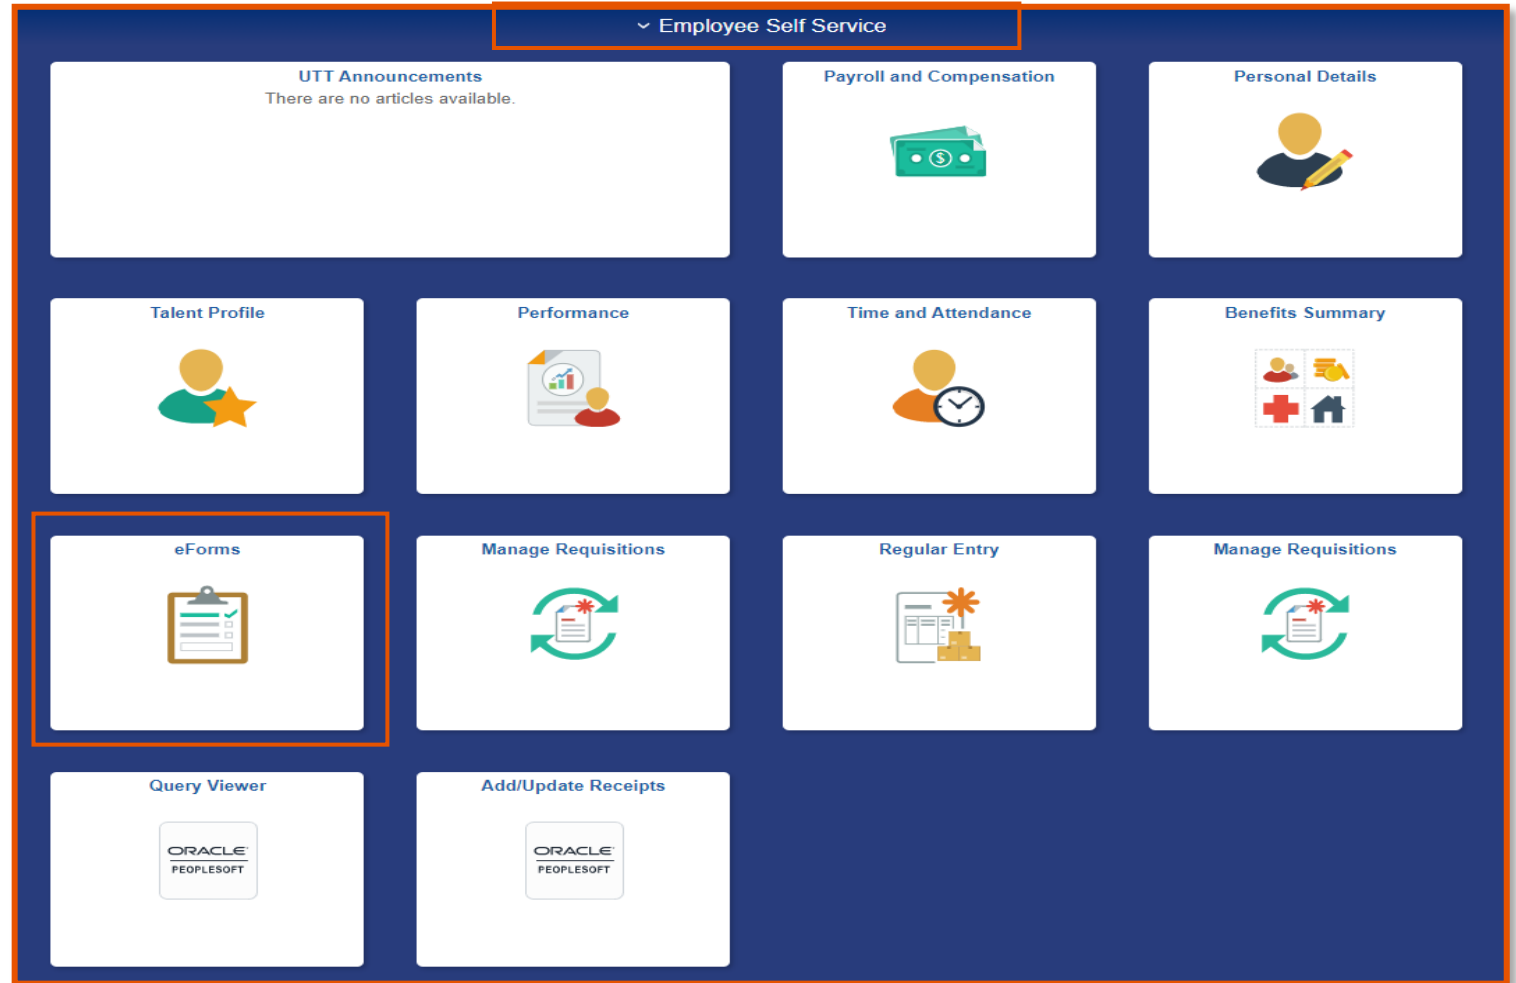 Employee Self Service
UTT Announcements
There are no articles available.
Payroll and Compensation
$
Personal Details
Talent Profile
Performance
Time and Attendance
Benefits Summary
eForms
Manage Requisitions
Regular Entry
Manage Requisitions
Query Viewer
ORACLE
PEOPLESOFT
Add/Update Receipts
ORACLE
PEOPLESOFT